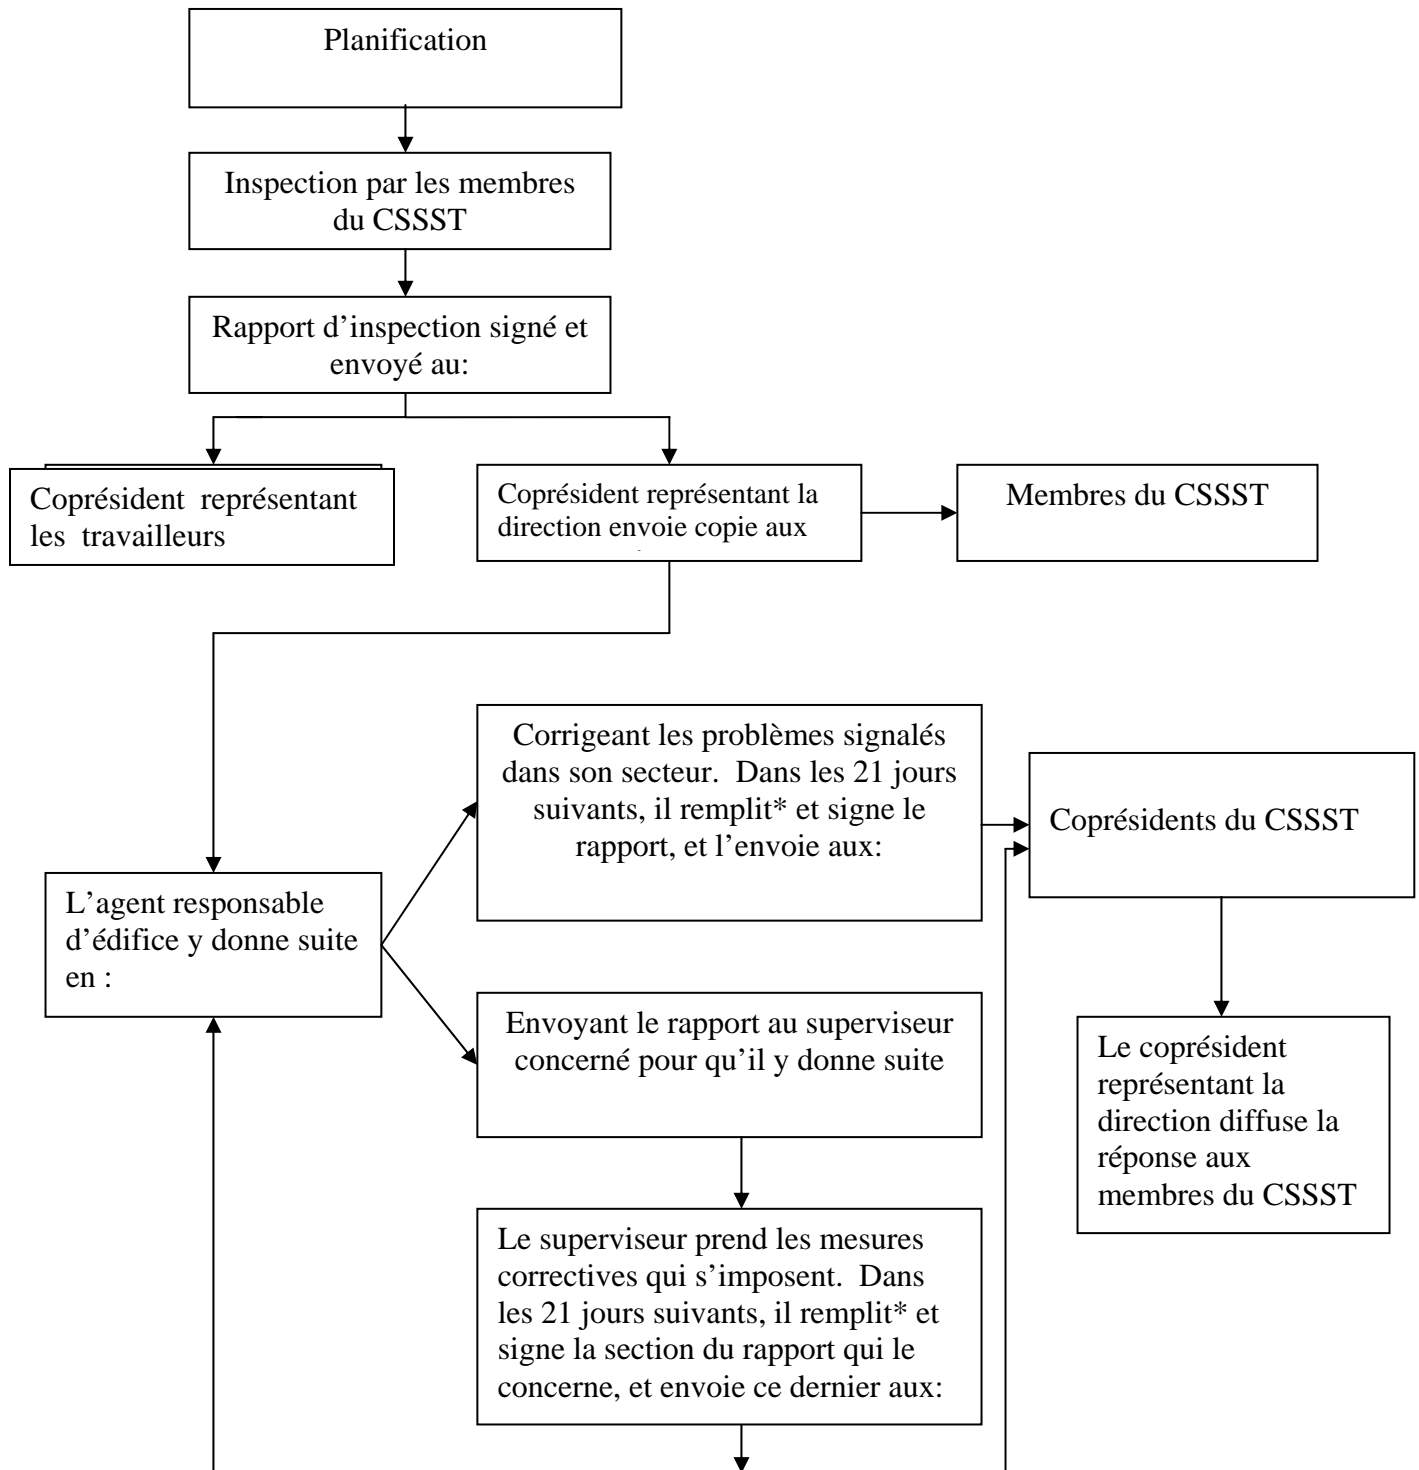 Planification
Inspection par les membres
du CSSST
Rapport d’inspection signé et
envoyé au:
Coprésident  représentant
les  travailleurs
Coprésident représentant la
direction envoie copie aux
Membres du CSSST
Corrigeant les problèmes signalés
dans son secteur.  Dans les 21 jours
suivants, il remplit* et signe le
rapport, et l’envoie aux:
Coprésidents du CSSST
L’agent responsable
d’édifice y donne suite
en :
Envoyant le rapport au superviseur
concerné pour qu’il y donne suite
Le coprésident
représentant la
direction diffuse la
réponse aux
membres du CSSST
Le superviseur prend les mesures
correctives qui s’imposent.  Dans
les 21 jours suivants, il remplit* et
signe la section du rapport qui le
concerne, et envoie ce dernier aux: